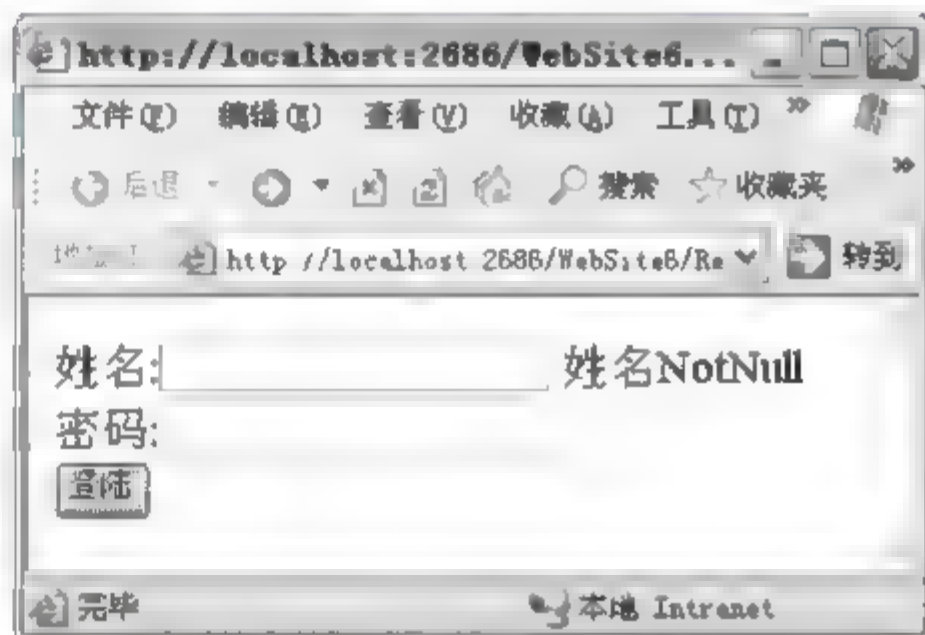 http://localhost:2686/WebSite6...
文件(F) 编辑(E) 查看(V) 收藏(A) 工具(T) »
后退 搜索 收藏夹 »
http://localhost:2686/WebSite6/Re 转到
姓名: 姓名NotNull
密码:
登陆
完毕 本地 Intranet